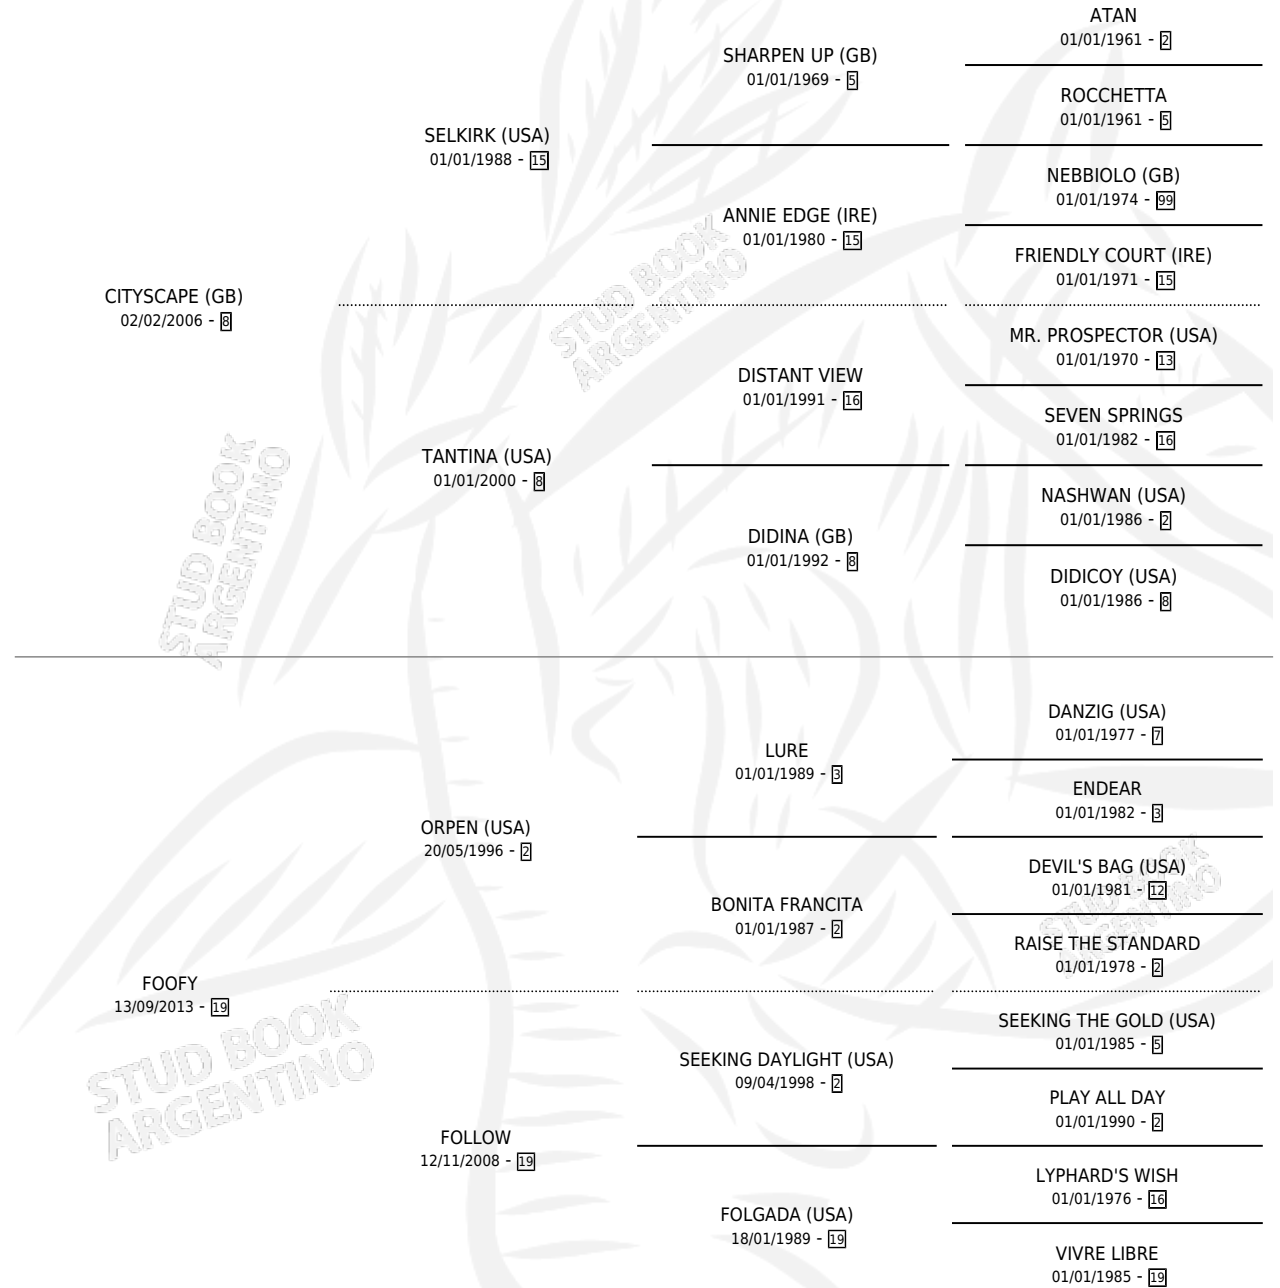 ATAN
01/01/1961 - 2
SHARPEN UP (GB)
01/01/1969 - 5
ROCCHETTA
01/01/1961 - 5
SELKIRK (USA)
01/01/1988 - 15
NEBBIOLO (GB)
01/01/1974 - 99
ANNIE EDGE (IRE)
01/01/1980 - 15
FRIENDLY COURT (IRE)
01/01/1971 - 15
CITYSCAPE (GB)
02/02/2006 - 8
STUD BOOK
ARGENTINO
MR. PROSPECTOR (USA)
01/01/1970 - 13
DISTANT VIEW
01/01/1991 - 16
SEVEN SPRINGS
01/01/1982 - 16
TANTINA (USA)
01/01/2000 - 8
NASHWAN (USA)
01/01/1986 - 2
DIDINA (GB)
01/01/1992 - 8
DIDICOY (USA)
01/01/1986 - 8
STUD BOOK
ARGENTINO
DANZIG (USA)
01/01/1977 - 7
LURE
01/01/1989 - 3
ENDEAR
01/01/1982 - 3
ORPEN (USA)
20/05/1996 - 2
DEVIL'S BAG (USA)
01/01/1981 - 12
BONITA FRANCITA
01/01/1987 - 2
RAISE THE STANDARD
01/01/1978 - 2
STUD BOOK
ARGENTINO
FOOFY
13/09/2013 - 19
SEEKING THE GOLD (USA)
01/01/1985 - 5
SEEKING DAYLIGHT (USA)
09/04/1998 - 2
PLAY ALL DAY
01/01/1990 - 2
STUD BOOK
ARGENTINO
FOLLOW
12/11/2008 - 19
LYPHARD'S WISH
01/01/1976 - 16
FOLGADA (USA)
18/01/1989 - 19
VIVRE LIBRE
01/01/1985 - 19